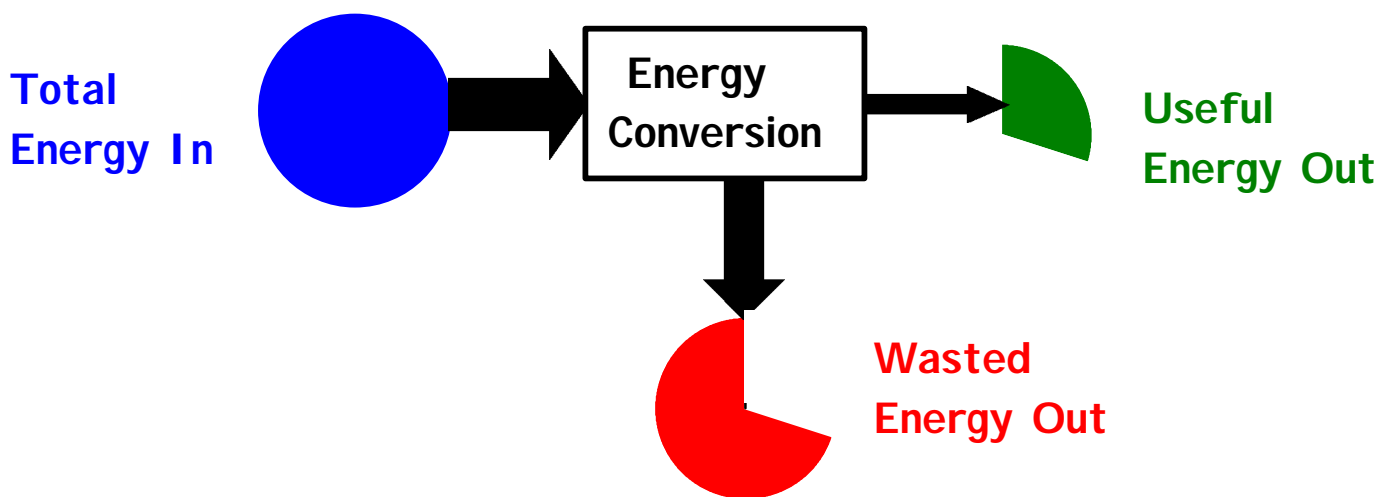 Total
Energy In
Energy
Conversion
Useful
Energy Out
Wasted
Energy Out